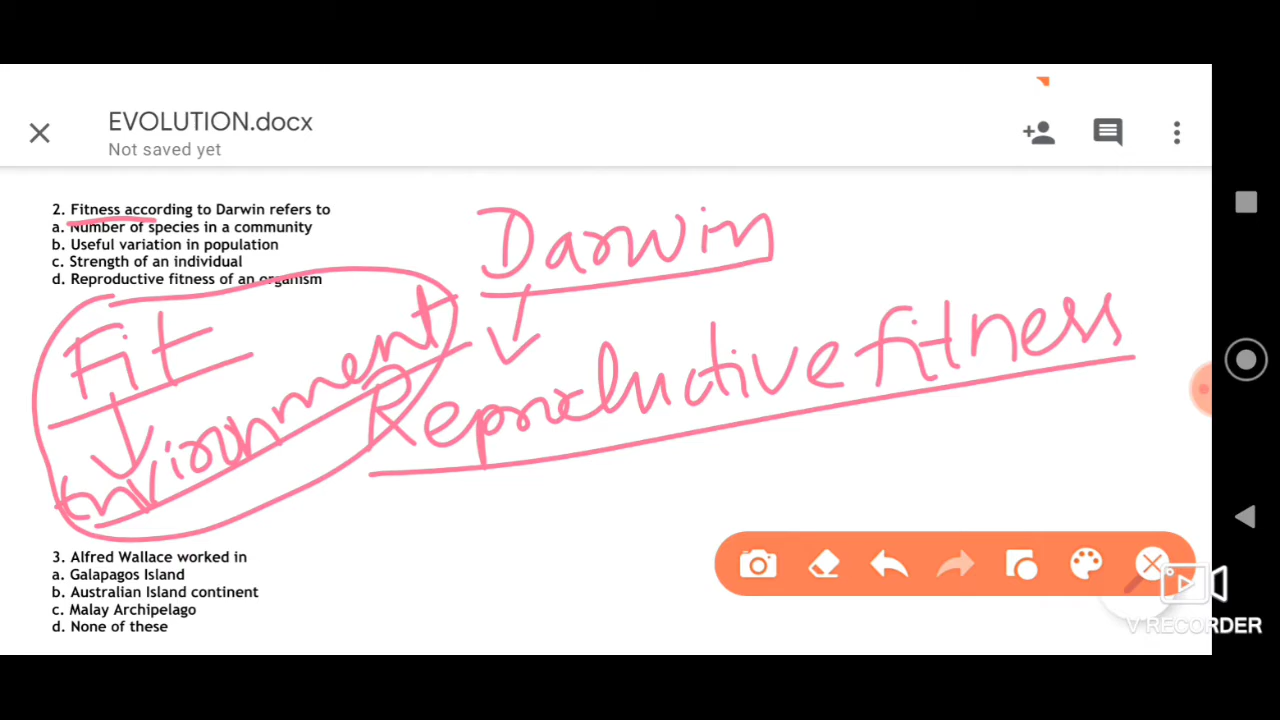 EVOLUTION.docx
Not saved yet
2. Fitness according to Darwin refers to
a. Number of species in a community
b. Useful variation in population
c. Strength of an individual
d. Reproductive fitness of an organism
Darwin
Reproductive fitness
Fit
Environment
3. Alfred Wallace worked in
a. Galapagos Island
b. Australian Island continent
c. Malay Archipelago
d. None of these
V RECORDER